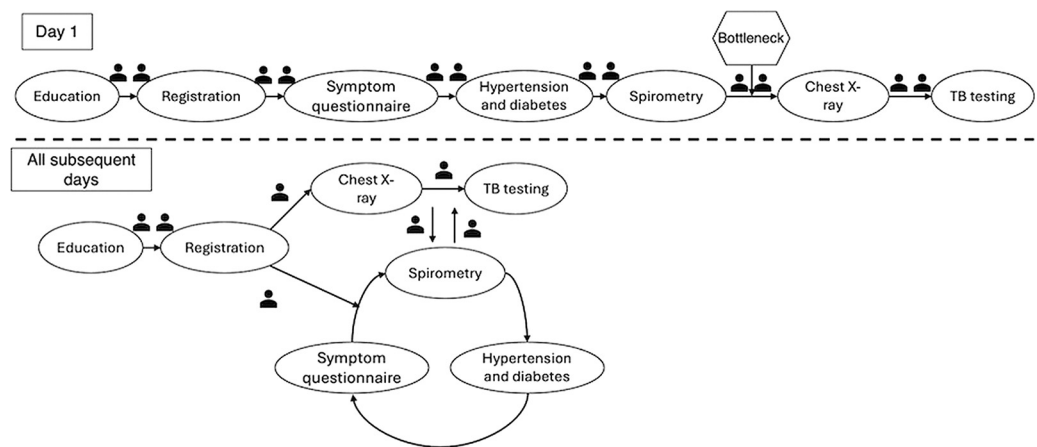 Day 1
Bottleneck
Education
Registration
Symptom
questionnaire
Hypertension
and diabetes
Spirometry
Chest X-
ray
TB testing
All subsequent
days
Chest X-
ray
TB testing
Education
Registration
Spirometry
Symptom
questionnaire
Hypertension
and diabetes